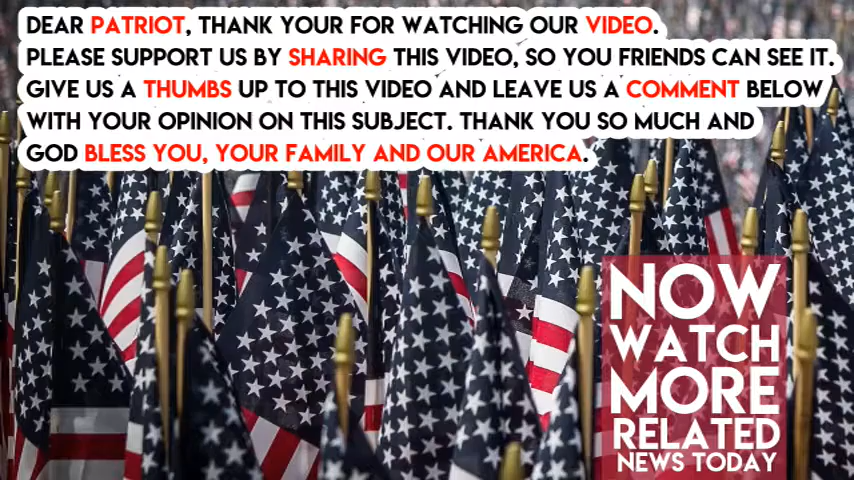 DEAR PATRIOT, THANK YOUR FOR WATCHING OUR VIDEO.
PLEASE SUPPORT US BY SHARING THIS VIDEO, SO YOU FRIENDS CAN SEE IT.
GIVE US A THUMBS UP TO THIS VIDEO AND LEAVE US A COMMENT BELOW
WITH YOUR OPINION ON THIS SUBJECT. THANK YOU SO MUCH AND
GOD BLESS YOU, YOUR FAMILY AND OUR AMERICA.
NOW
WATCH
MORE
RELATED
NEWS TODAY